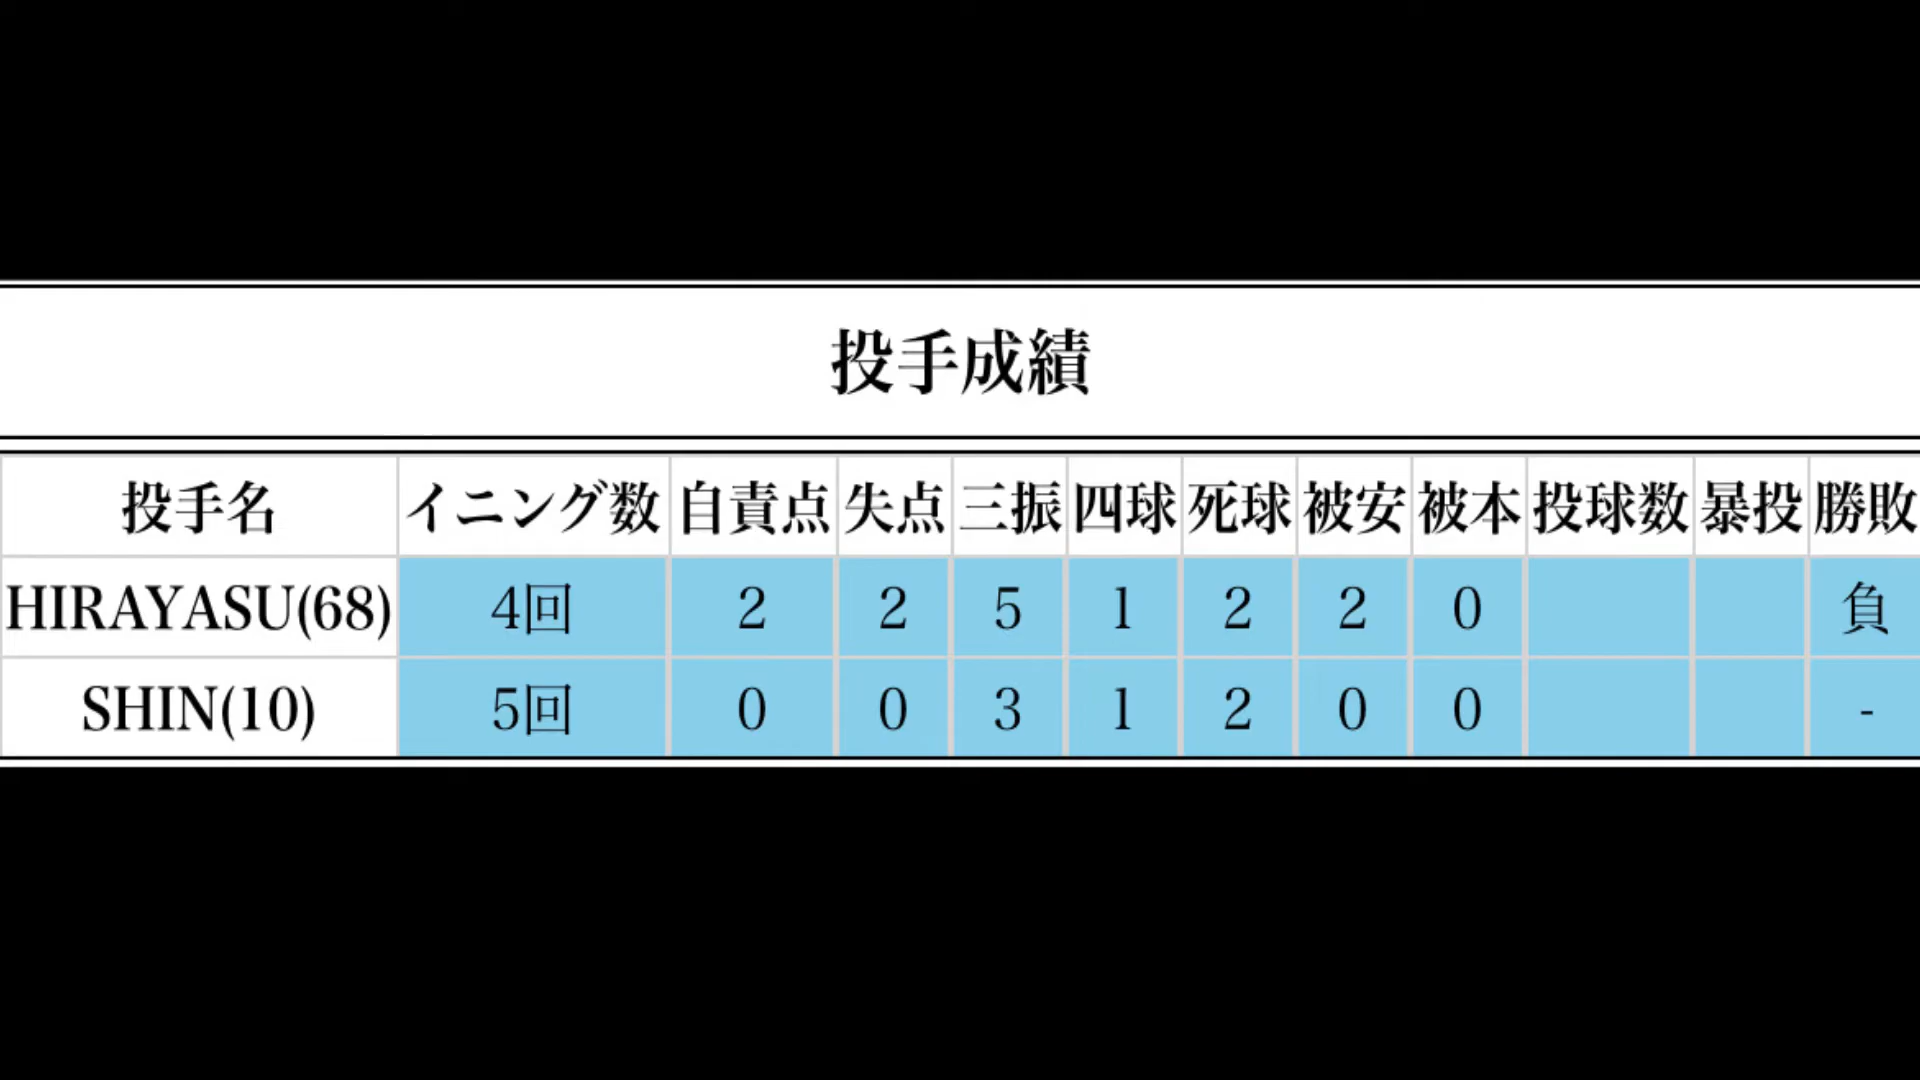 投手成績
投手名 イニング数 自責点 失点 三振 四球 死球 被安 被本 投球数 暴投 勝敗
HIRAYASU(68) 4回 2 2 5 1 2 2 0 負
SHIN(10) 5回 0 0 3 1 2 0 0 -